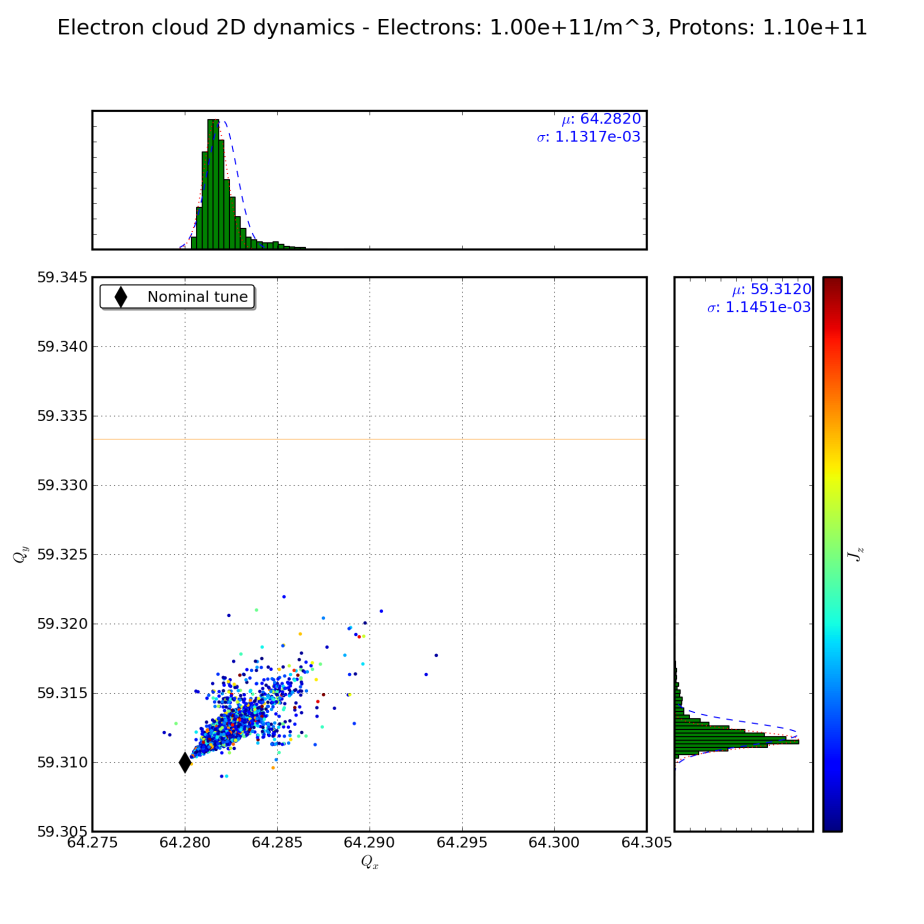 Electron cloud 2D dynamics - Electrons: 1.00e+11/m^3, Protons: 1.10e+11
μ: 64.2820
σ: 1.1317e-03
59.345
59.340
59.335
59.330
59.325
59.320
59.315
59.310
59.305
Q_y
Nominal tune
64.275
64.280
64.285
64.290
64.295
64.300
64.305
Q_x
μ: 59.3120
σ: 1.1451e-03
J_z